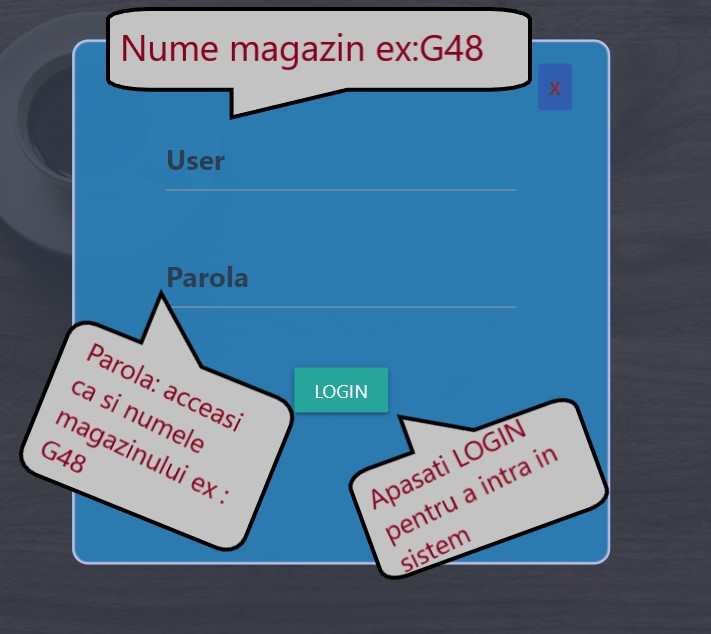 Nume magazin ex:G48
X
User
Parola
Parola: acceasi
ca si numele
magazinului ex :
G48
LOGIN
Apasati LOGIN
pentru a intra in
sistem